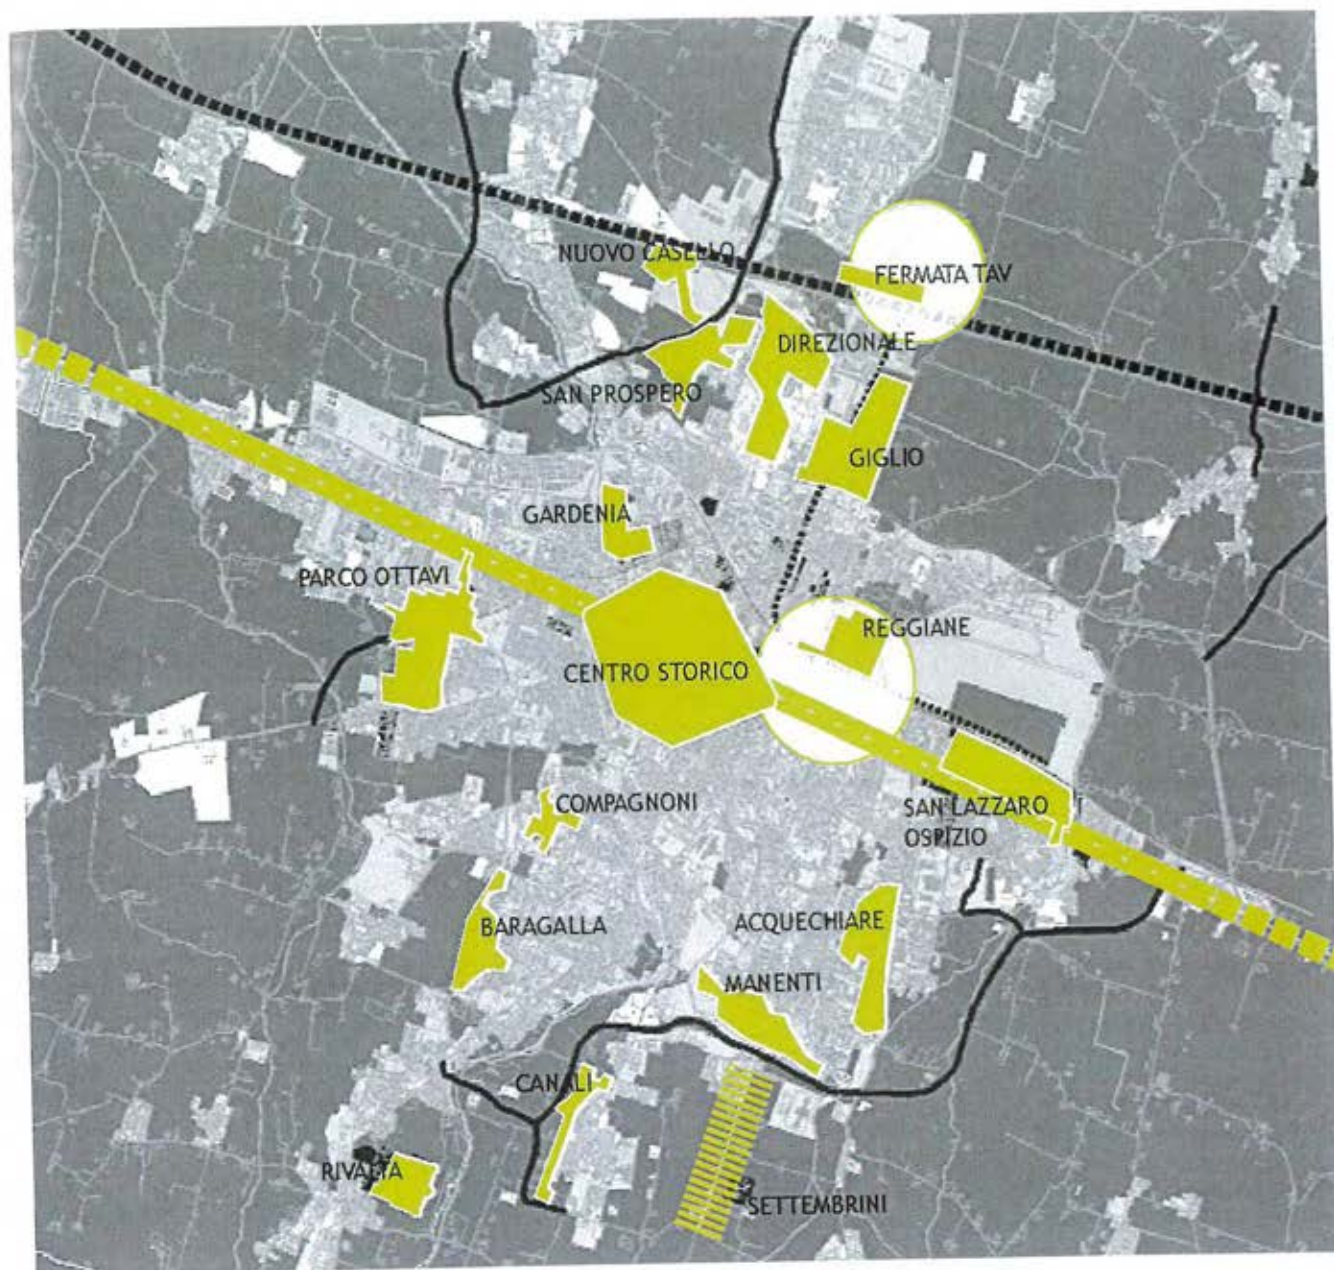 NUOVO CASELLO
FERMATA TAV
DIREZIONALE
SAN PROSPERO
GIGLIO
GARDENIA
PARCO OTTAVI
REGGIANE
CENTRO STORICO
COMPAGNONI
SAN LAZZARO
OSPIZIO
BARAGALLA
ACQUECHIARE
MANENTI
CANALI
RIVALTA
SETTEMBRINI